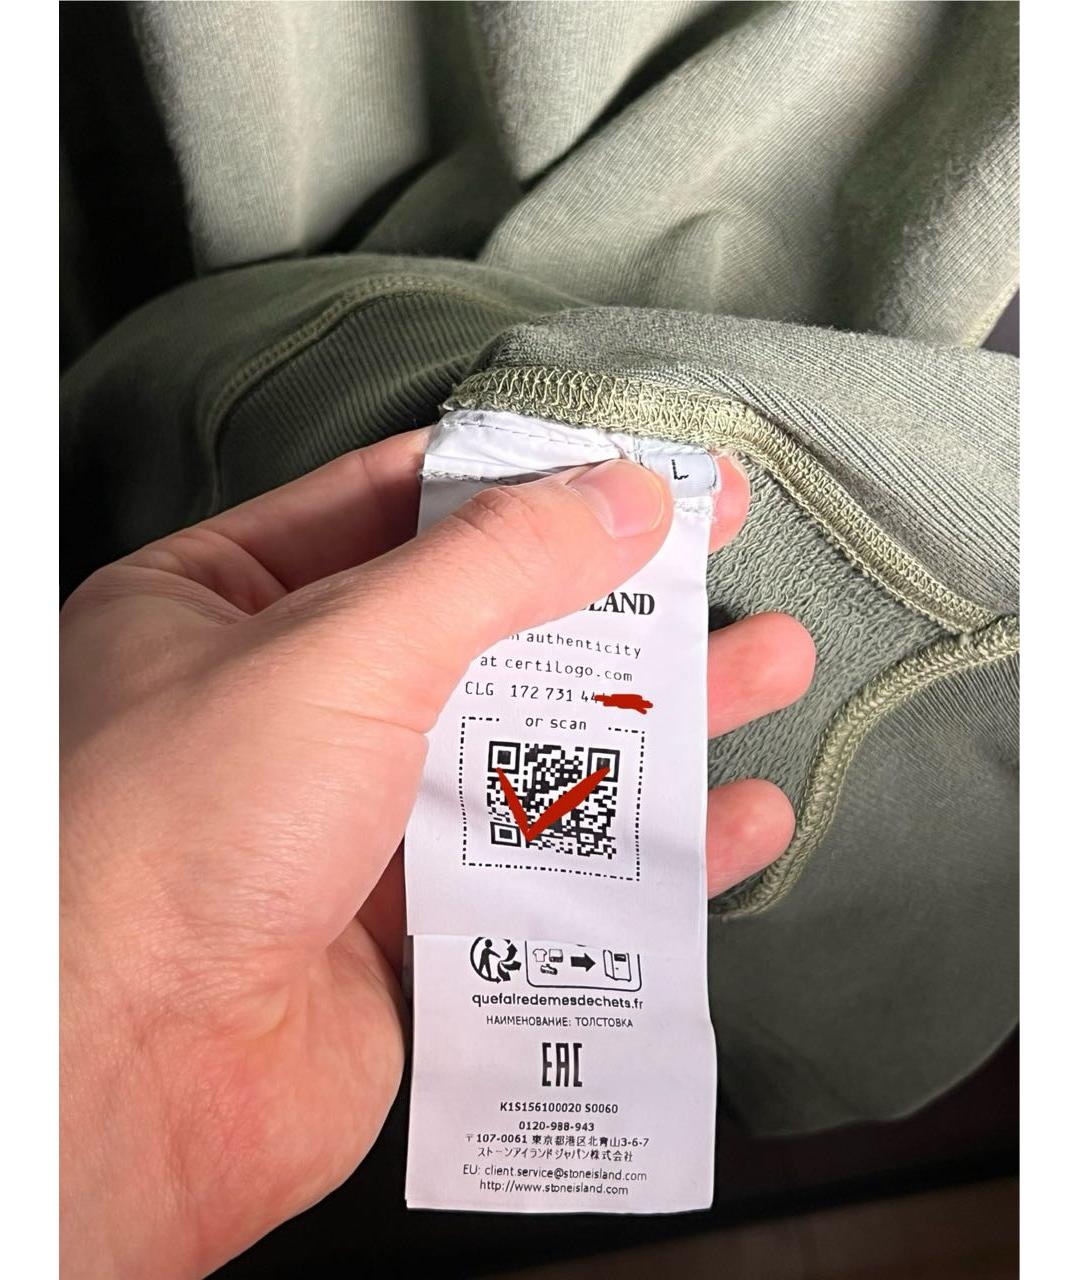 L
LAND
authenticity
at certilogo.com
CLG 172 731 44
or scan
quefairedemesdechets.fr
НАИМЕНОВАНИЕ: ТОЛСТОВКА
EAC
K1S156100020 S0060
0120-988-943
〒107-0061 東京都港区北青山3-6-7
ストーンアイランドジャパン株式会社
EU: client.service@stoneisland.com
http://www.stoneisland.com